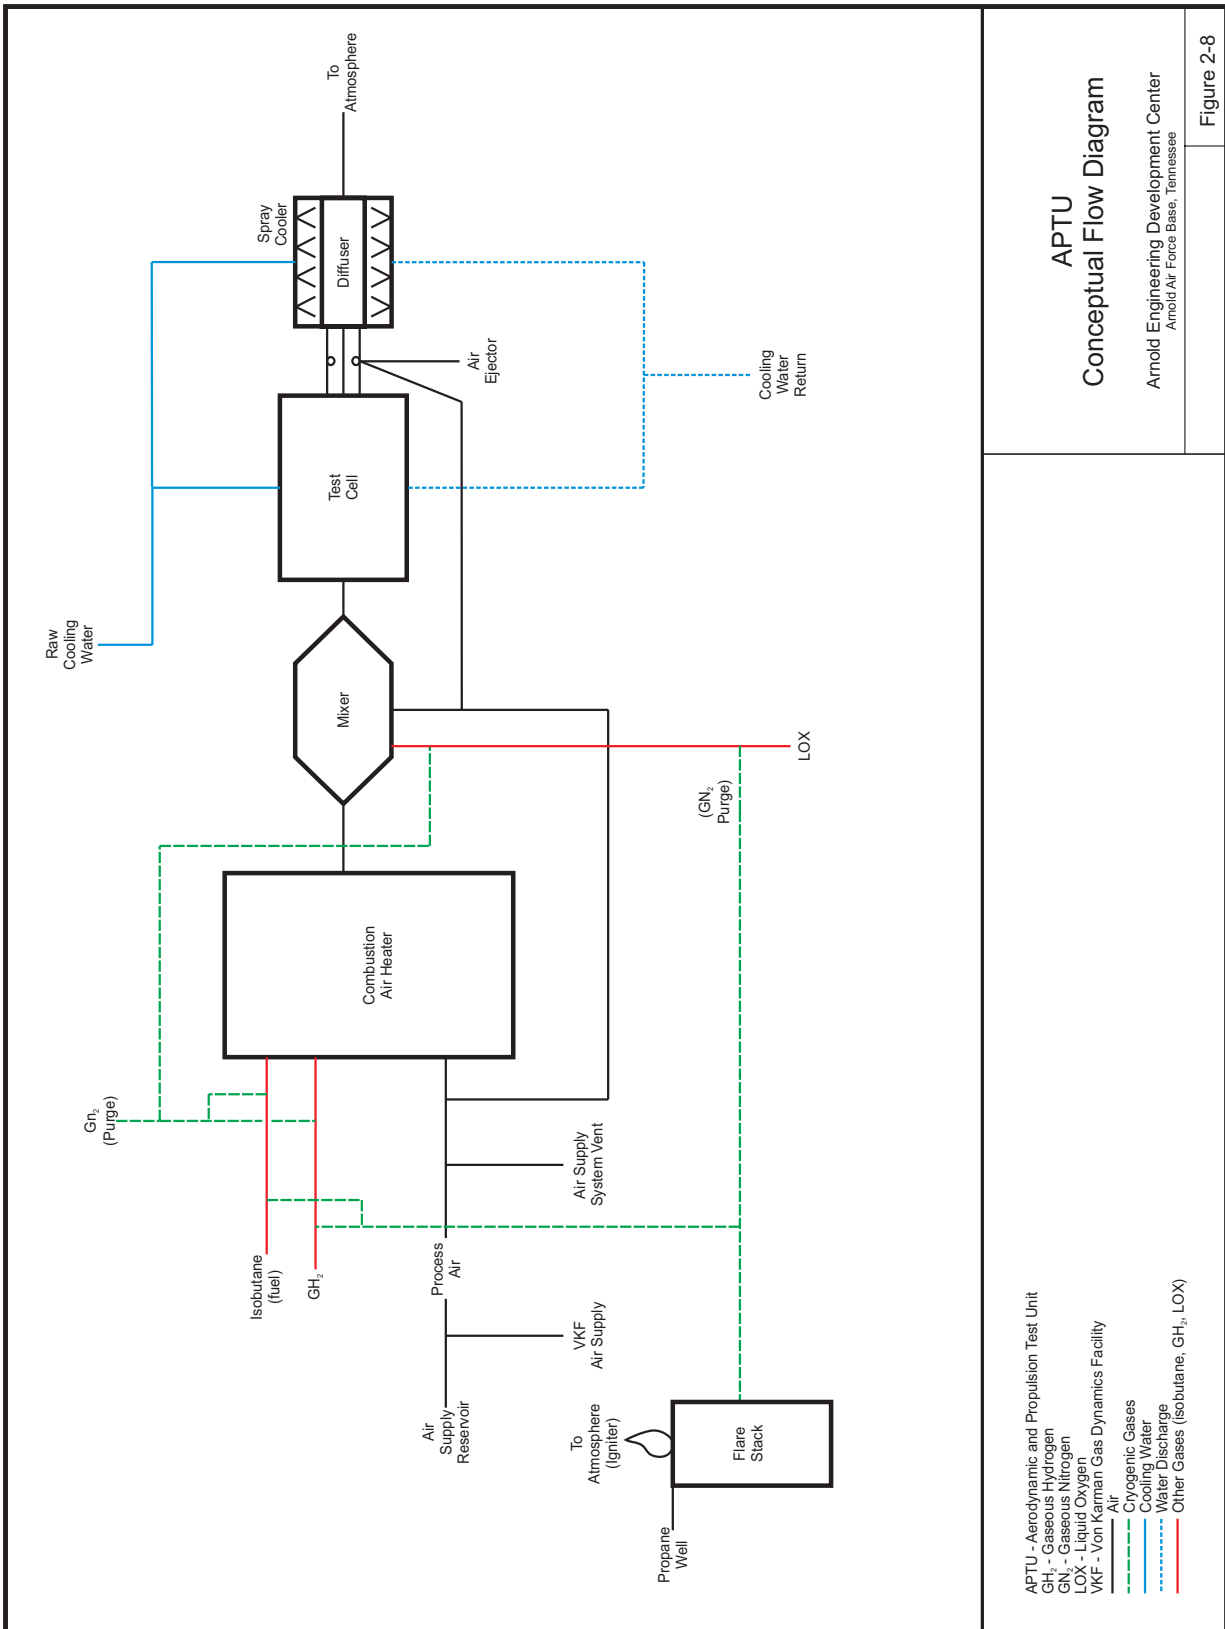 To
Atmosphere
Spray
Cooler
Diffuser
Air
Ejector
Cooling
Water
Return
Test
Cell
Raw
Cooling
Water
Mixer
LOX
(GN₂
Purge)
Combustion
Air Heater
Gn₂
(Purge)
Air Supply
System Vent
Isobutane
(fuel)
GH₂
Process
Air
VKF
Air Supply
Air
Supply
Reservoir
To
Atmosphere
(Igniter)
Flare
Stack
Propane
Well
APTU - Aerodynamic and Propulsion Test Unit
GH₂ - Gaseous Hydrogen
GN₂ - Gaseous Nitrogen
LOX - Liquid Oxygen
VKF - Von Karman Gas Dynamics Facility
Air
Cryogenic Gases
Cooling Water
Water Discharge
Other Gases (isobutane, GH₂, LOX)
APTU
Conceptual Flow Diagram
Arnold Engineering Development Center
Arnold Air Force Base, Tennessee
Figure 2-8